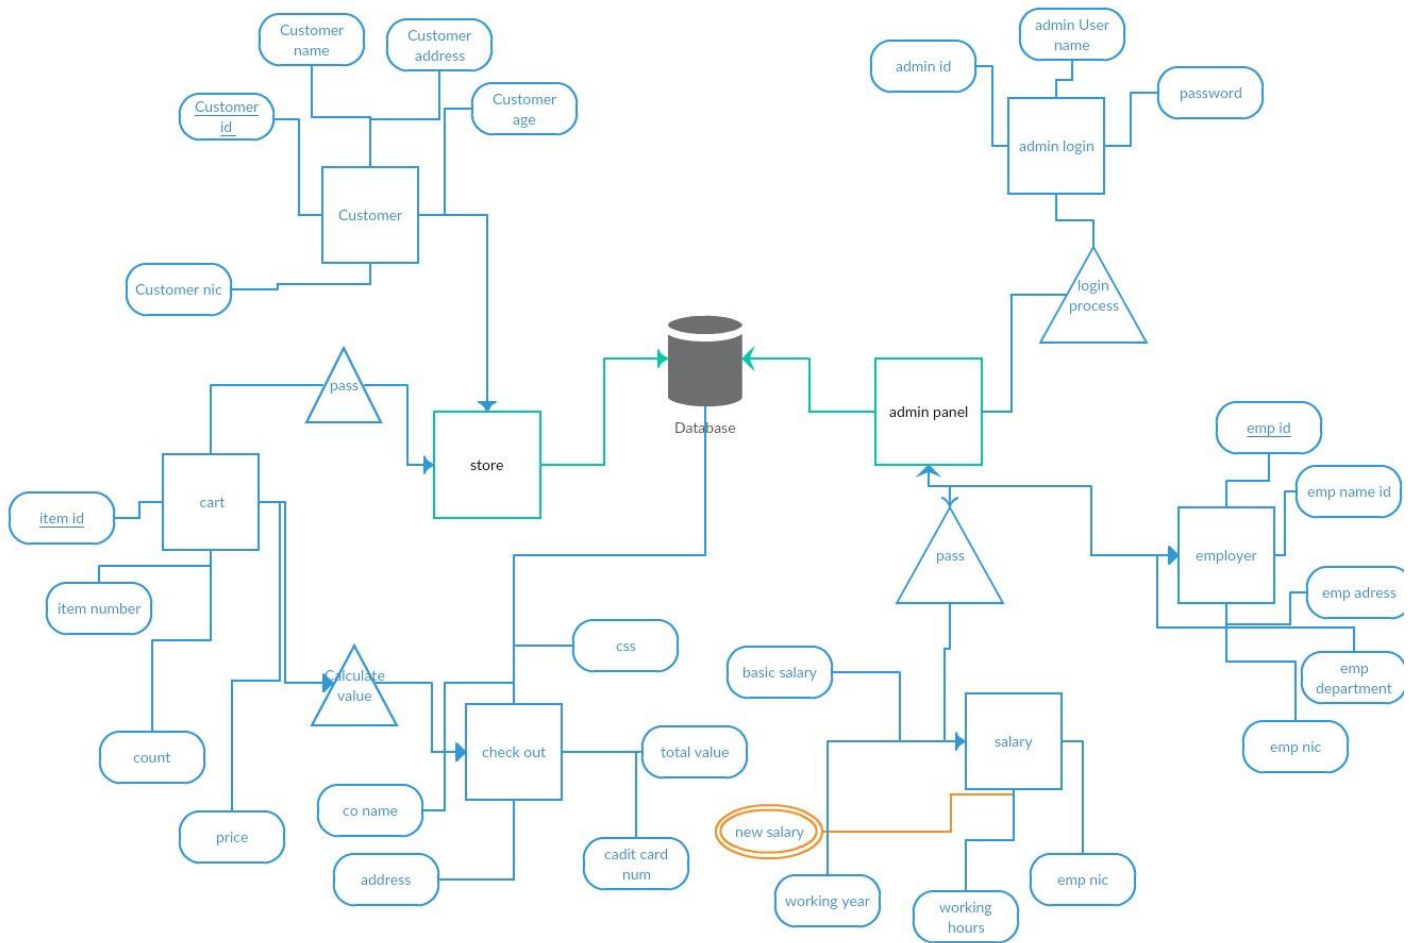 Customer
name
Customer
address
admin User
name
admin id
password
Customer
id
Customer
age
admin login
Customer
Customer nic
login
process
pass
admin panel
Database
store
emp id
cart
item id
emp name id
pass
employer
item number
emp adress
css
Calculate
value
basic salary
emp
department
count
check out
total value
salary
emp nic
co name
new salary
price
cadit card
num
address
working year
working
hours
emp nic